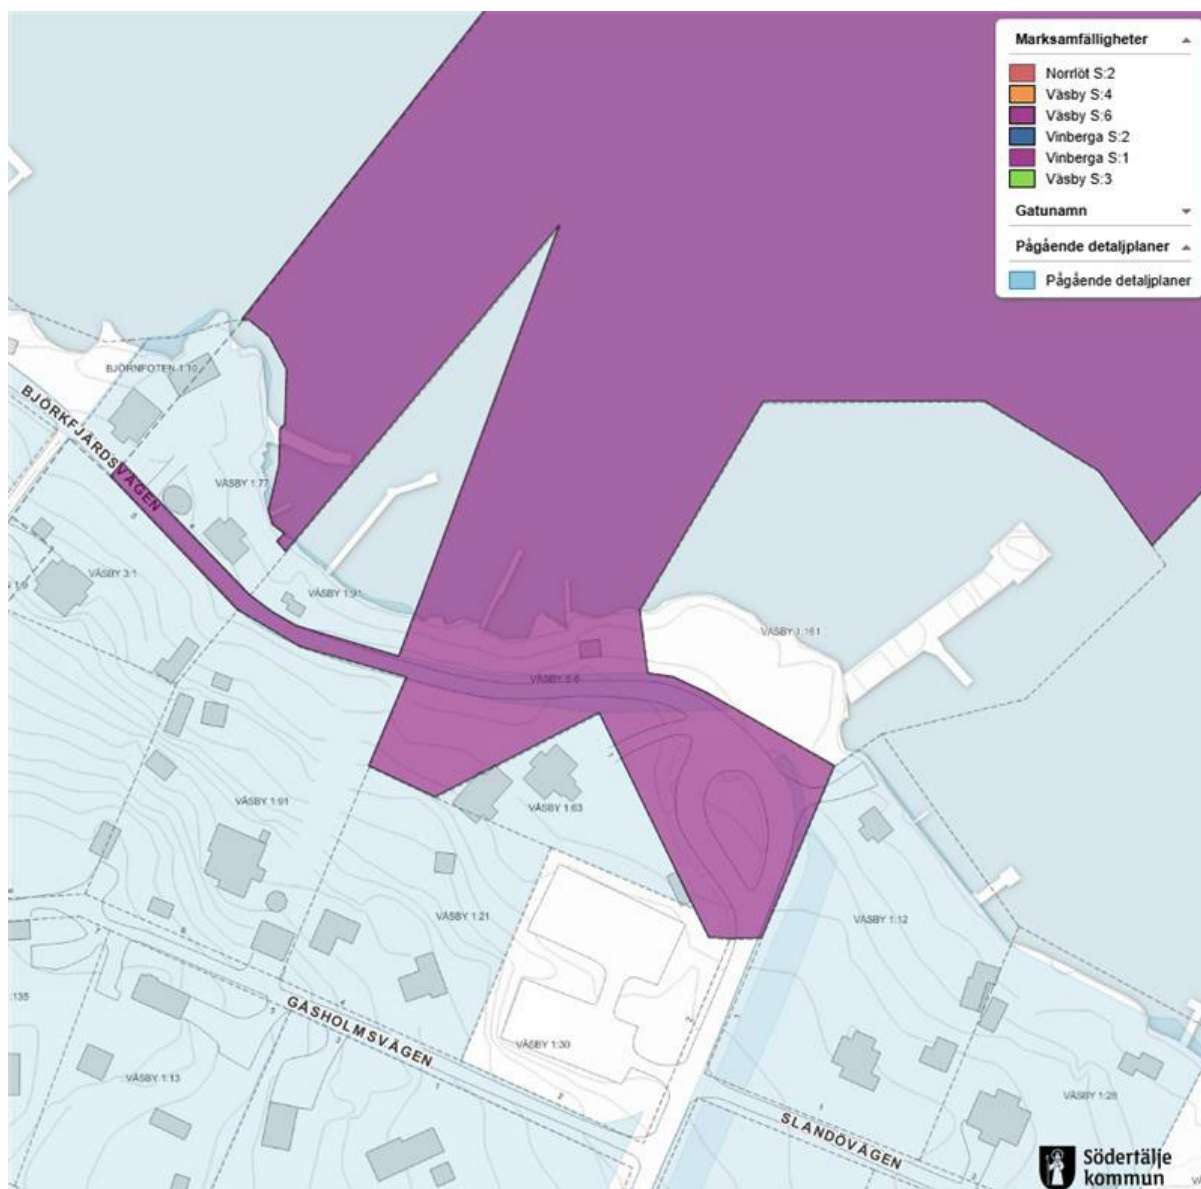 Marksamfälligheter
Norrlöt S:2
Väsby S:4
Väsby S:6
Vinberga S:2
Vinberga S:1
Väsby S:3
Gatunamn
Pågående detaljplaner
Pågående detaljplaner
BJÖRNFOTEN 1:10
BJÖRKFJÄRDSVÄGEN
VÄSBY 1:77
VÄSBY 3:1
VÄSBY 1:91
VÄSBY 1:161
VÄSBY S:6
VÄSBY 1:63
VÄSBY 1:91
VÄSBY 1:21
VÄSBY 1:12
:135
GÅSHOLMSVÄGEN
VÄSBY 1:30
VÄSBY 1:13
VÄSBY 1:28
SLANDÖVÄGEN
Södertälje
kommun